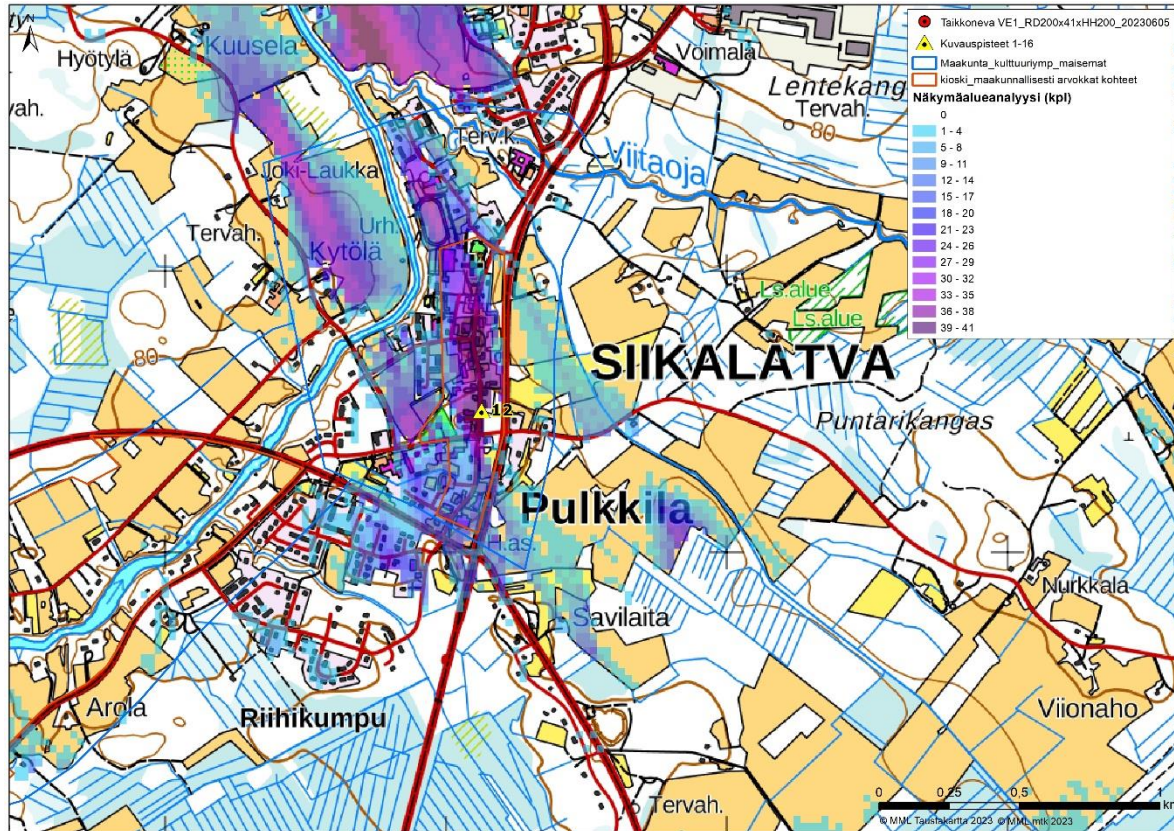 N
Hyötylä
Kuusela
vah.
Voimala
Lentekang
Tervah.
80
Terv.k.
Viitaoja
Joki-Laukka
Urh.
Tervah.
Kytölä
Ls.alue
Ls.alue
80
SIIKALATVA
12
Puntarikangas
Pulkkila
H.as.
Nurkkala
Savilaita
Arola
Riihikumpu
Viionaho
Tervah.
Taikkoneva VE1_RD200x41xHH200_20230605
Kuvauspisteet 1-16
Maakunta_kulttuuriymp_maisemat
kioski_maakunnallisesti arvokkat kohteet
Näkymäalueanalyysi (kpl)
0
1 - 4
5 - 8
9 - 11
12 - 14
15 - 17
18 - 20
21 - 23
24 - 26
27 - 29
30 - 32
33 - 35
36 - 38
39 - 41
0 0,25 0,5 1
km
© MML Taustakartta 2023 © MML mtk 2023